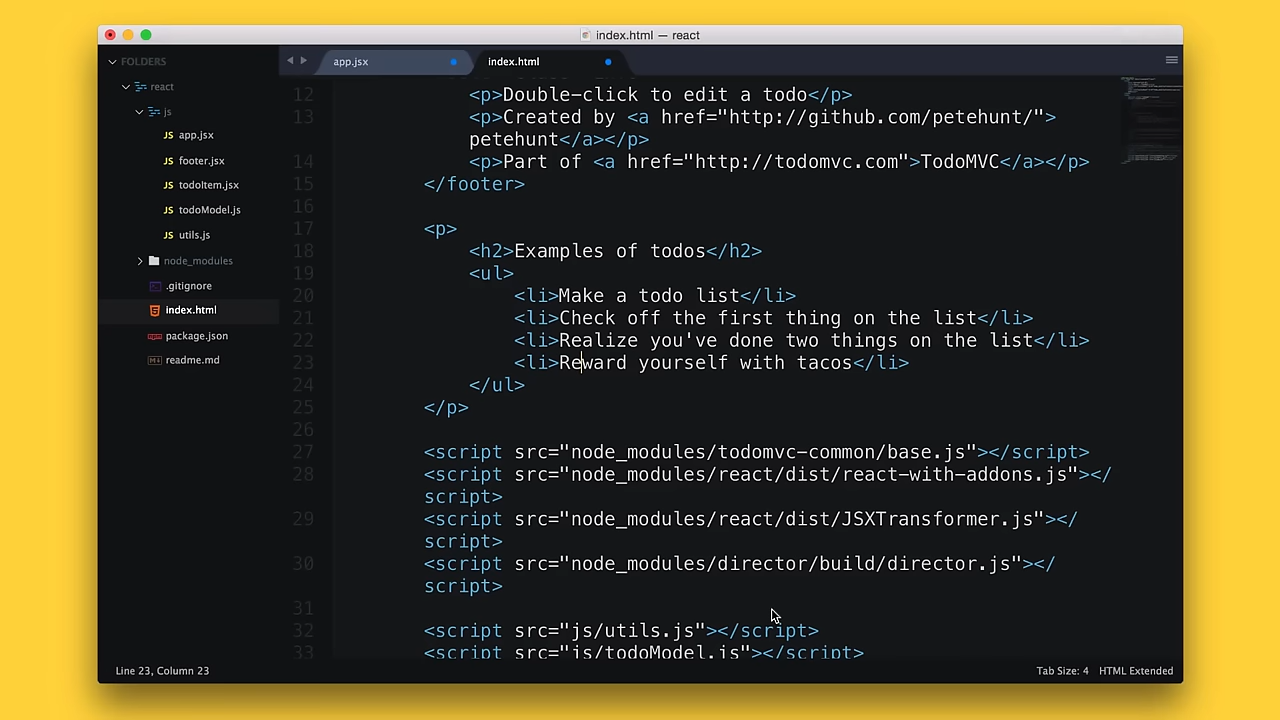 index.html — react
FOLDERS
react
js
JS app.jsx
JS footer.jsx
JS todoItem.jsx
JS todoModel.js
JS utils.js
node_modules
.gitignore
index.html
package.json
readme.md
app.jsx
index.html
12 <p>Double-click to edit a todo</p>
13 <p>Created by <a href="http://github.com/petehunt/">
petehunt</a></p>
14 <p>Part of <a href="http://todomvc.com">TodoMVC</a></p>
15 </footer>
16
17 <p>
18 <h2>Examples of todos</h2>
19 <ul>
20 <li>Make a todo list</li>
21 <li>Check off the first thing on the list</li>
22 <li>Realize you've done two things on the list</li>
23 <li>Reward yourself with tacos</li>
24 </ul>
25 </p>
26
27 <script src="node_modules/todomvc-common/base.js"></script>
28 <script src="node_modules/react/dist/react-with-addons.js"></
script>
29 <script src="node_modules/react/dist/JSXTransformer.js"></
script>
30 <script src="node_modules/director/build/director.js"></
script>
31
32 <script src="js/utils.js"></script>
33 <script src="js/todoModel.js"></script>
Line 23, Column 23
Tab Size: 4
HTML Extended